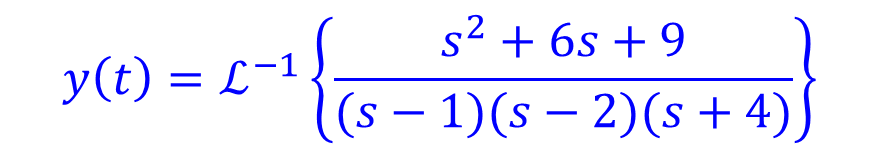 y(t) = ℒ⁻¹ { (s² + 6s + 9) / ((s − 1)(s − 2)(s + 4)) }